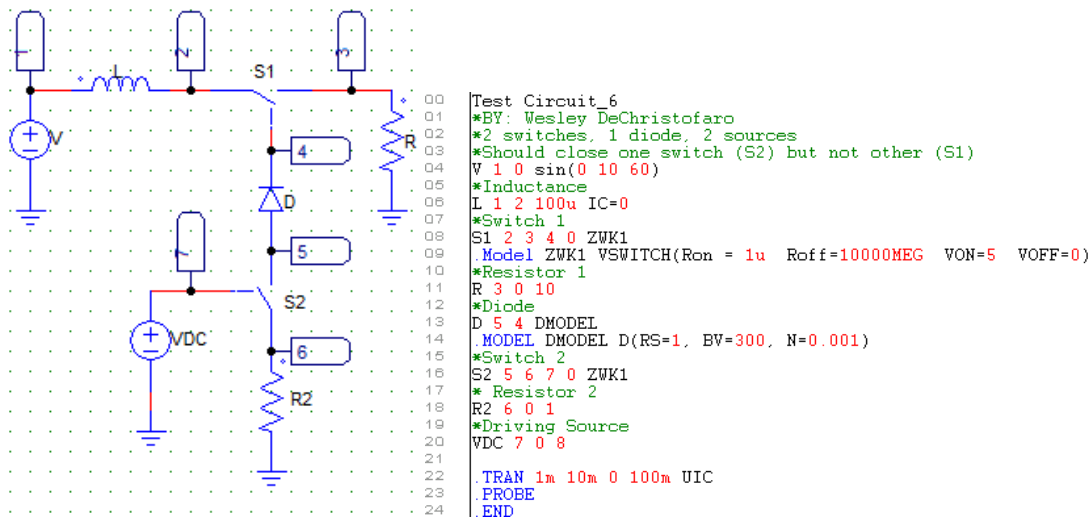 1
2
3
L
S1
V
R
4
D
7
5
S2
VDC
6
R2
00 Test Circuit_6
01 *BY: Wesley DeChristofaro
02 *2 switches, 1 diode, 2 sources
03 *Should close one switch (S2) but not other (S1)
04 V 1 0 sin(0 10 60)
05 *Inductance
06 L 1 2 100u IC=0
07 *Switch 1
08 S1 2 3 4 0 ZWK1
09 .Model ZWK1 VSWITCH(Ron = 1u Roff=10000MEG VON=5 VOFF=0)
10 *Resistor 1
11 R 3 0 10
12 *Diode
13 D 5 4 DMODEL
14 .MODEL DMODEL D(RS=1, BV=300, N=0.001)
15 *Switch 2
16 S2 5 6 7 0 ZWK1
17 * Resistor 2
18 R2 6 0 1
19 *Driving Source
20 VDC 7 0 8
21
22 .TRAN 1m 10m 0 100m UIC
23 .PROBE
24 .END